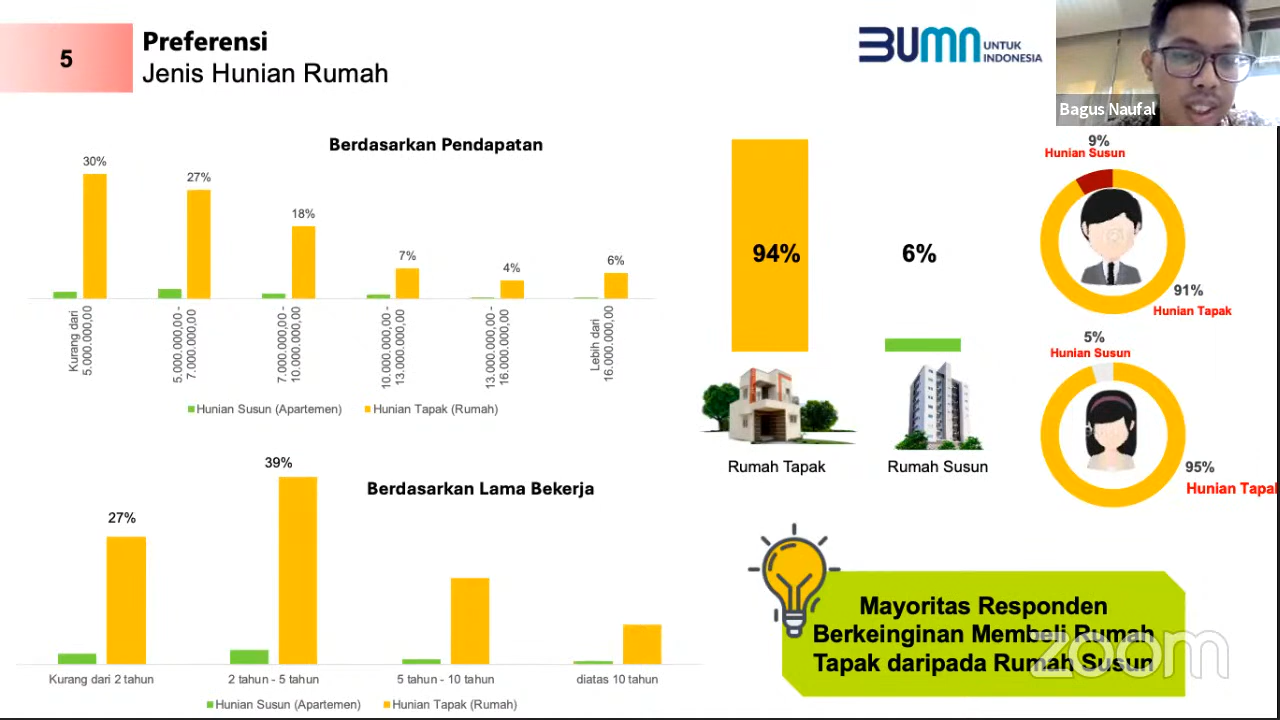 5
Preferensi
Jenis Hunian Rumah
BUMN UNTUK
INDONESIA
Bagus Naufal
Berdasarkan Pendapatan
30%
27%
18%
7%
4%
6%
Kurang dari
5.000.000,00
5.000.000,00 -
7.000.000,00
7.000.000,00 -
10.000.000,00
10.000.000,00 -
13.000.000,00
13.000.000,00 -
16.000.000,00
Lebih dari
16.000.000,00
Hunian Susun (Apartemen)
Hunian Tapak (Rumah)
94%
6%
Rumah Tapak
Rumah Susun
9%
Hunian Susun
91%
Hunian Tapak
5%
Hunian Susun
95%
Hunian Tapak
Berdasarkan Lama Bekerja
27%
39%
Kurang dari 2 tahun
2 tahun - 5 tahun
5 tahun - 10 tahun
diatas 10 tahun
Hunian Susun (Apartemen)
Hunian Tapak (Rumah)
Mayoritas Responden
Berkeinginan Membeli Rumah
Tapak daripada Rumah Susun
zoom